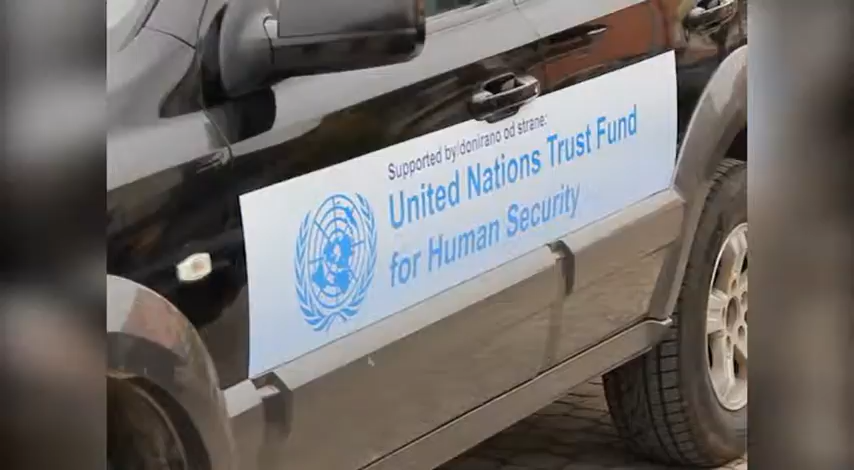 Supported by/donirano od strane:
United Nations Trust Fund
for Human Security